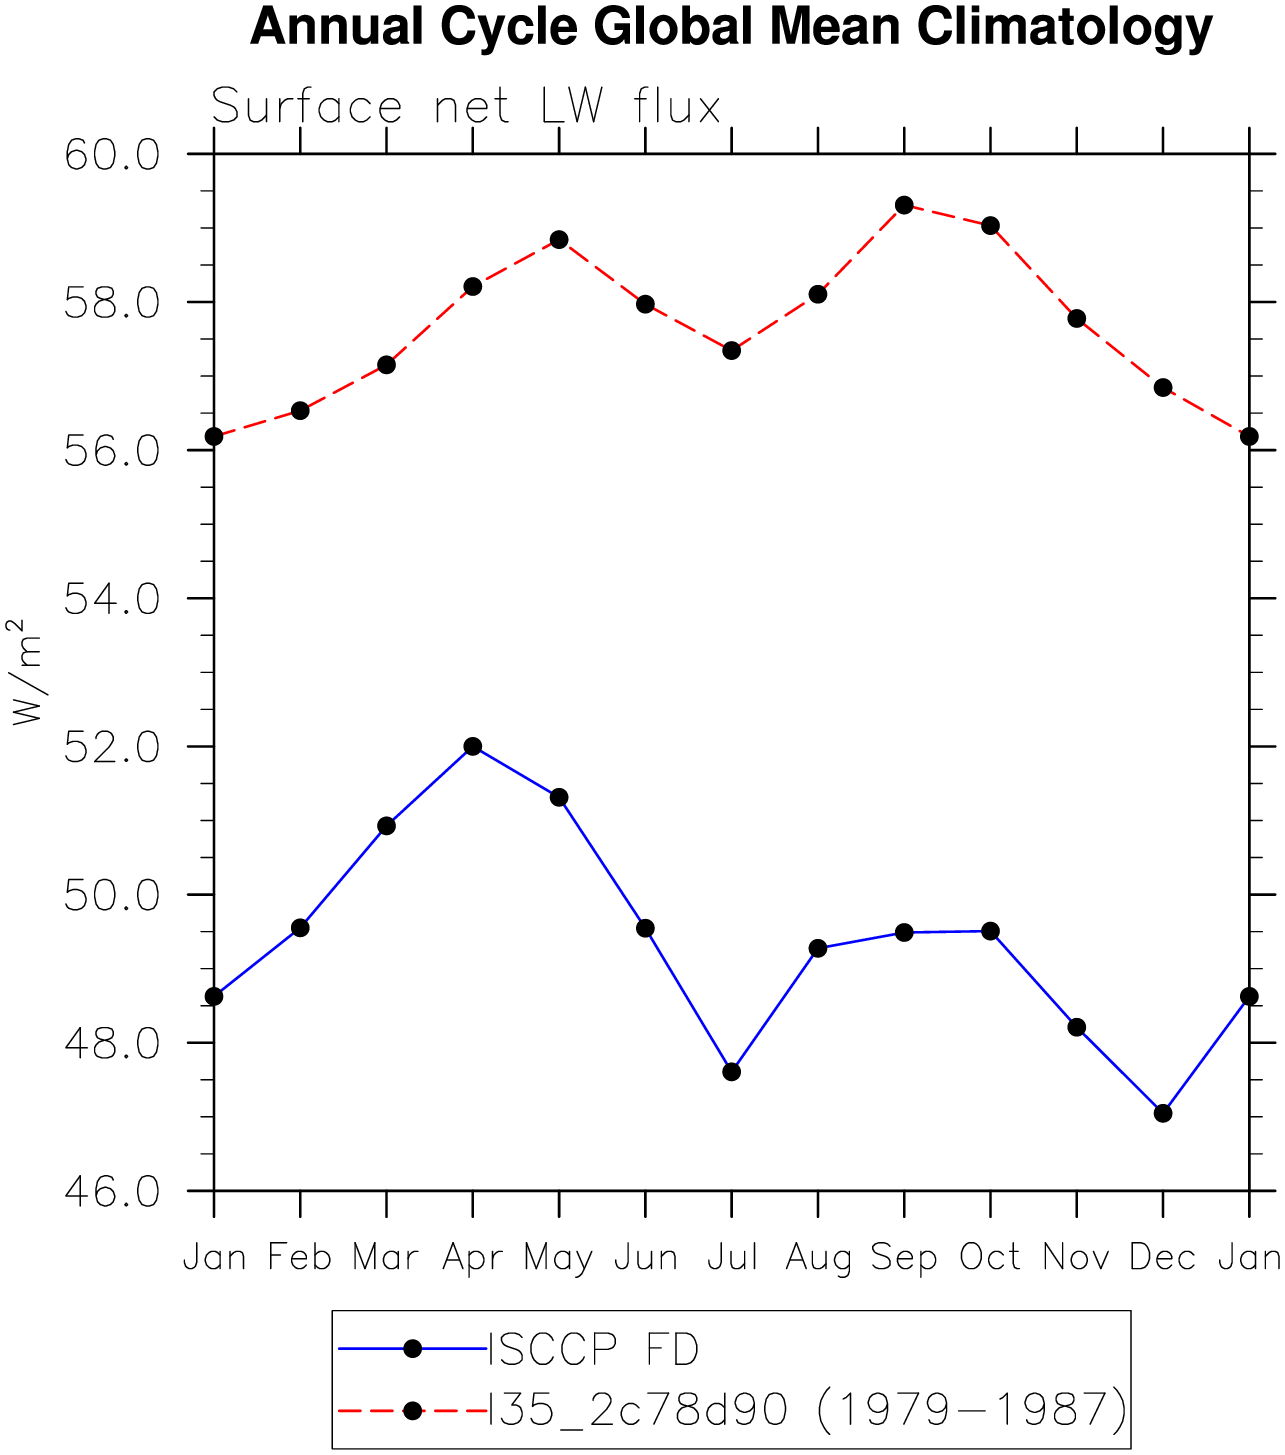 Annual Cycle Global Mean Climatology
Surface net LW flux
60.0
58.0
56.0
54.0
52.0
50.0
48.0
46.0
W/m²
Jan Feb Mar Apr May Jun Jul Aug Sep Oct Nov Dec Jan
ISCCP FD
I35_2c78d90 (1979−1987)